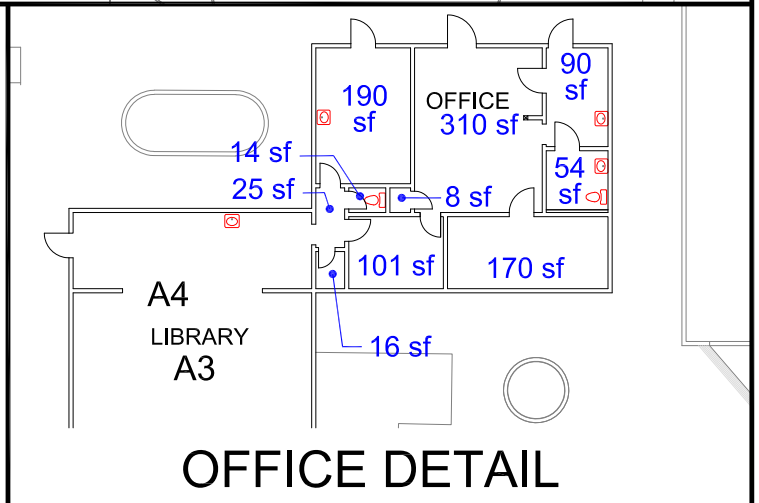 190
sf
OFFICE
310 sf
90
sf
14 sf
25 sf
8 sf
54
sf
101 sf
170 sf
A4
LIBRARY
A3
16 sf
OFFICE DETAIL